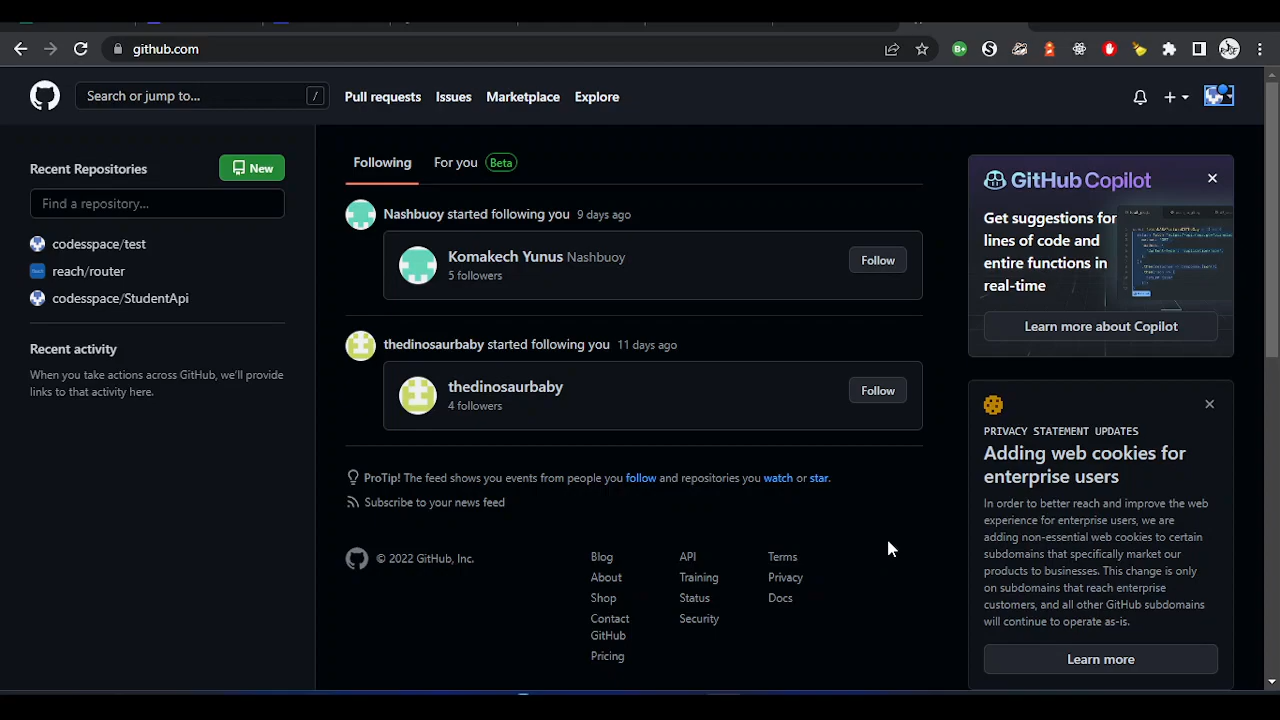 github.com
Search or jump to... /
Pull requests
Issues
Marketplace
Explore
Recent Repositories
New
Find a repository...
codesspace/test
reach/router
codesspace/StudentApi
Recent activity
When you take actions across GitHub, we'll provide
links to that activity here.
Following
For you Beta
Nashbuoy started following you 9 days ago
Komakech Yunus Nashbuoy
5 followers
Follow
thedinosaurbaby started following you 11 days ago
thedinosaurbaby
4 followers
Follow
ProTip! The feed shows you events from people you follow and repositories you watch or star.
Subscribe to your news feed
© 2022 GitHub, Inc.
Blog
About
Shop
Contact
GitHub
Pricing
API
Training
Status
Security
Terms
Privacy
Docs
GitHub Copilot
Get suggestions for
lines of code and
entire functions in
real-time
Learn more about Copilot
PRIVACY STATEMENT UPDATES
Adding web cookies for
enterprise users
In order to better reach and improve the web
experience for enterprise users, we are
adding non-essential web cookies to certain
subdomains that specifically market our
products to businesses. This change is only
on subdomains that reach enterprise
customers, and all other GitHub subdomains
will continue to operate as-is.
Learn more